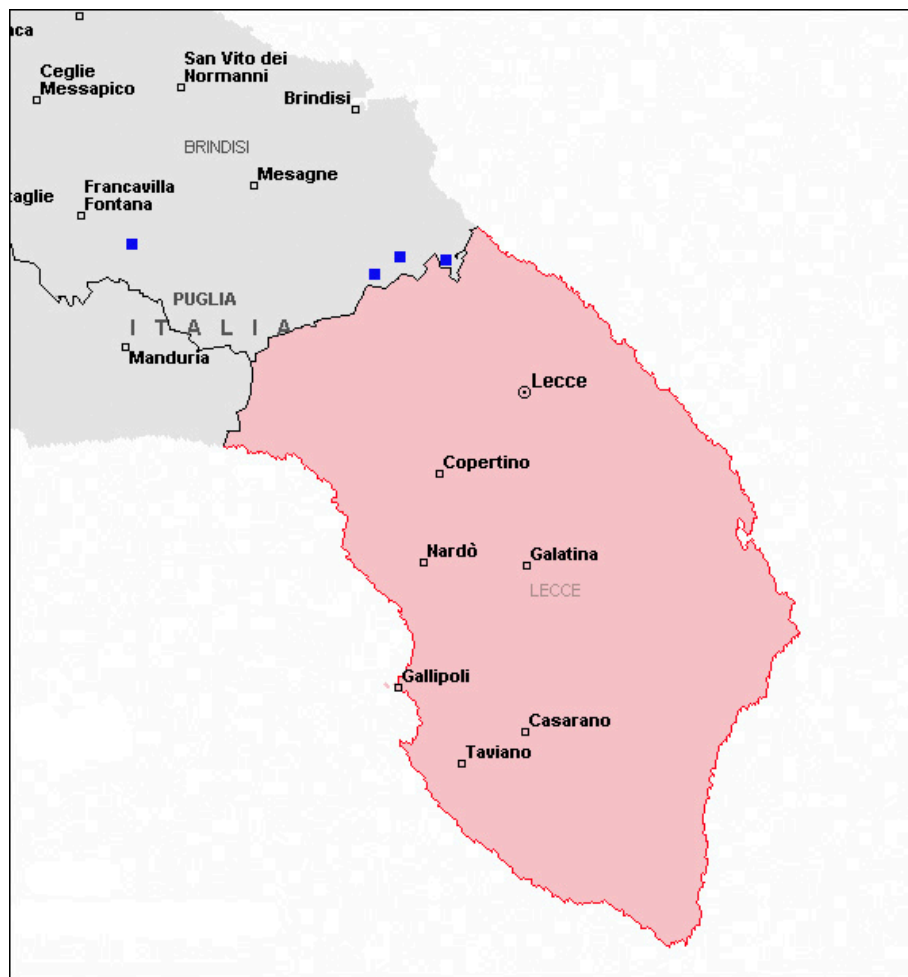 San Vito dei
Normanni
Ceglie
Messapico
Brindisi
BRINDISI
Mesagne
Francavilla
Fontana
PUGLIA
ITALIA
Manduria
Lecce
Copertino
Nardò
Galatina
LECCE
Gallipoli
Casarano
Taviano